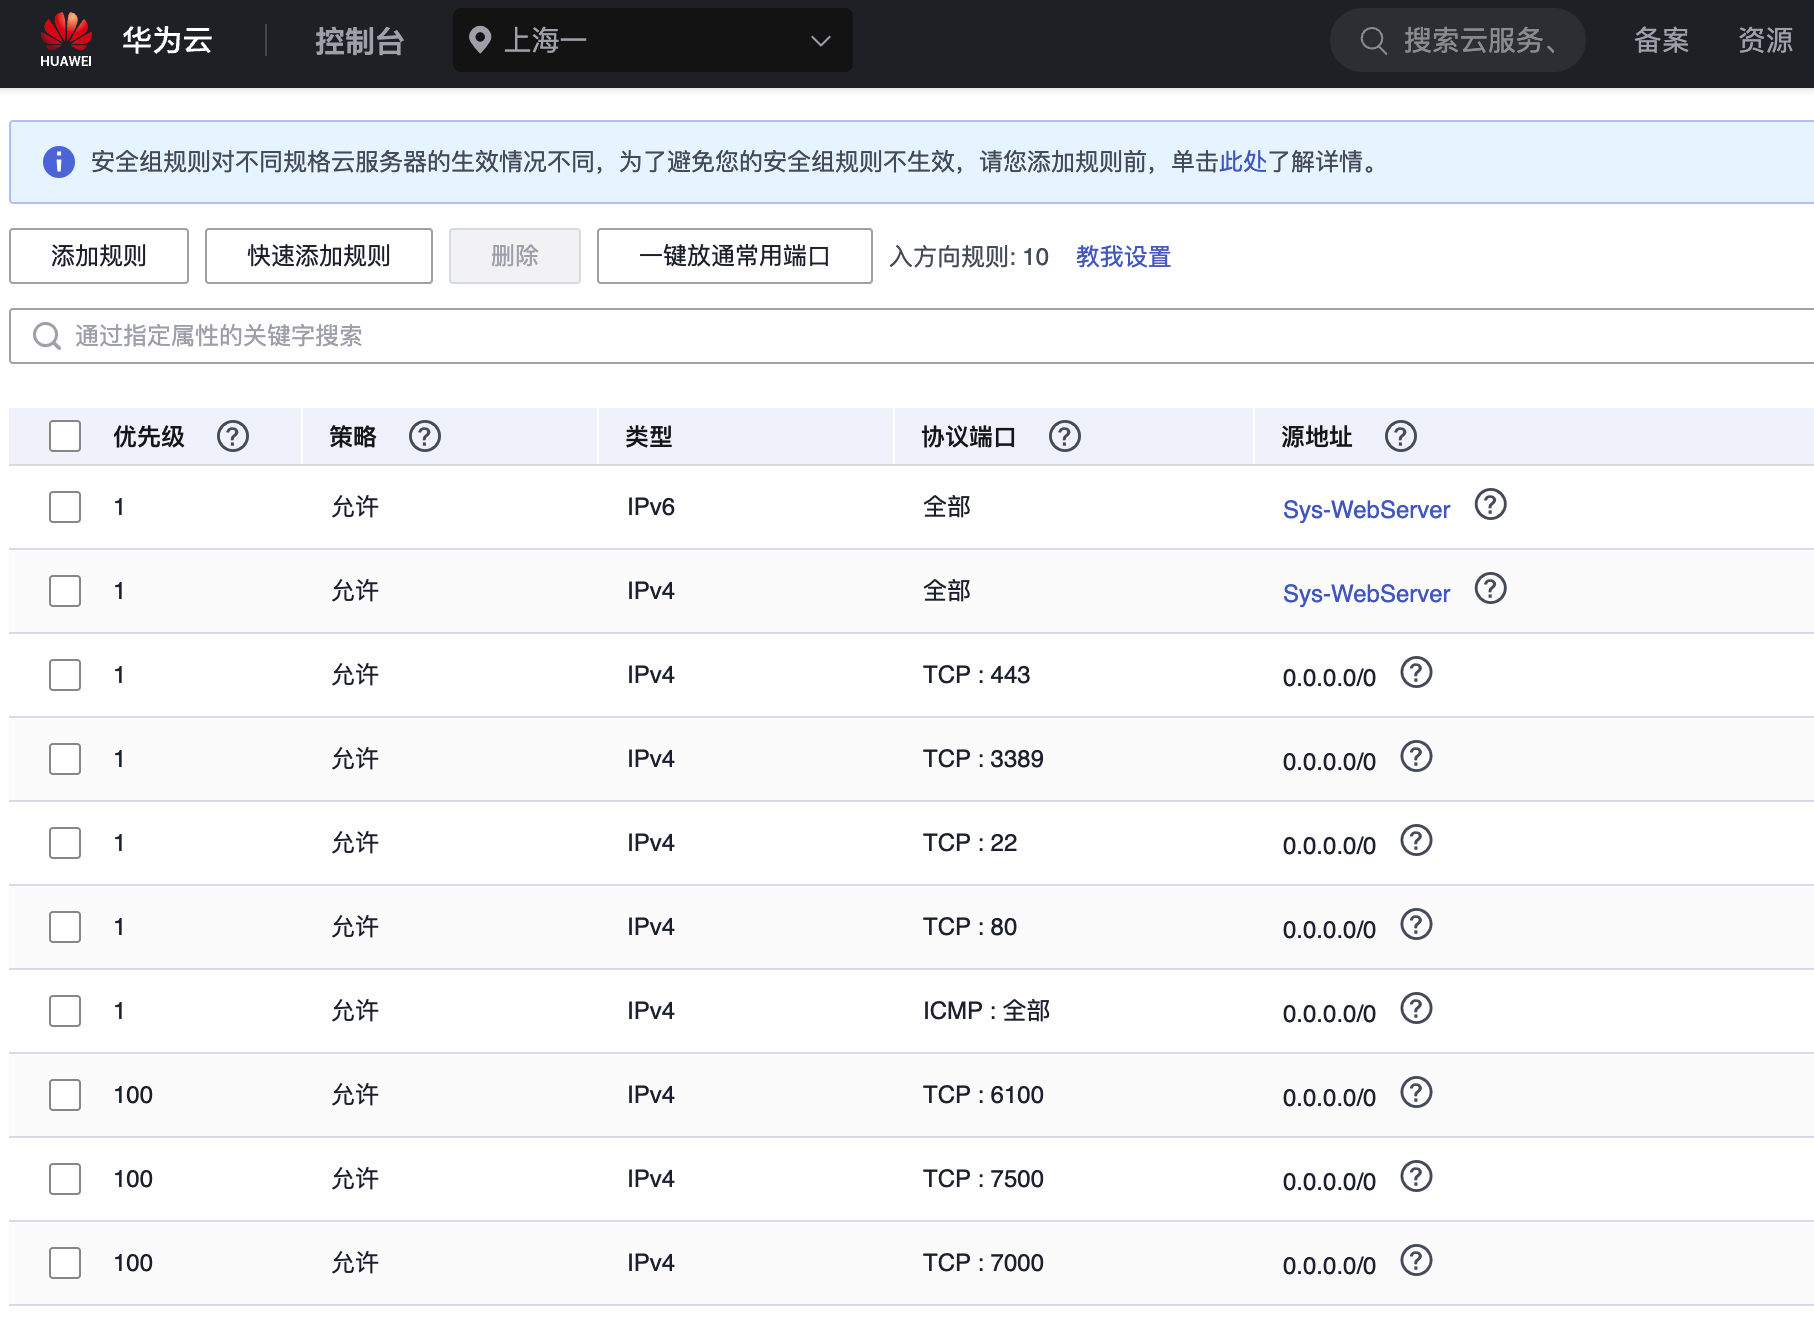 HUAWEI 华为云 控制台 上海一 搜索云服务、 备案 资源
安全组规则对不同规格云服务器的生效情况不同，为了避免您的安全组规则不生效，请您添加规则前，单击此处了解详情。
添加规则 快速添加规则 删除 一键放通常用端口 入方向规则: 10 教我设置
通过指定属性的关键字搜索
优先级 策略 类型 协议端口 源地址
1 允许 IPv6 全部 Sys-WebServer
1 允许 IPv4 全部 Sys-WebServer
1 允许 IPv4 TCP : 443 0.0.0.0/0
1 允许 IPv4 TCP : 3389 0.0.0.0/0
1 允许 IPv4 TCP : 22 0.0.0.0/0
1 允许 IPv4 TCP : 80 0.0.0.0/0
1 允许 IPv4 ICMP : 全部 0.0.0.0/0
100 允许 IPv4 TCP : 6100 0.0.0.0/0
100 允许 IPv4 TCP : 7500 0.0.0.0/0
100 允许 IPv4 TCP : 7000 0.0.0.0/0